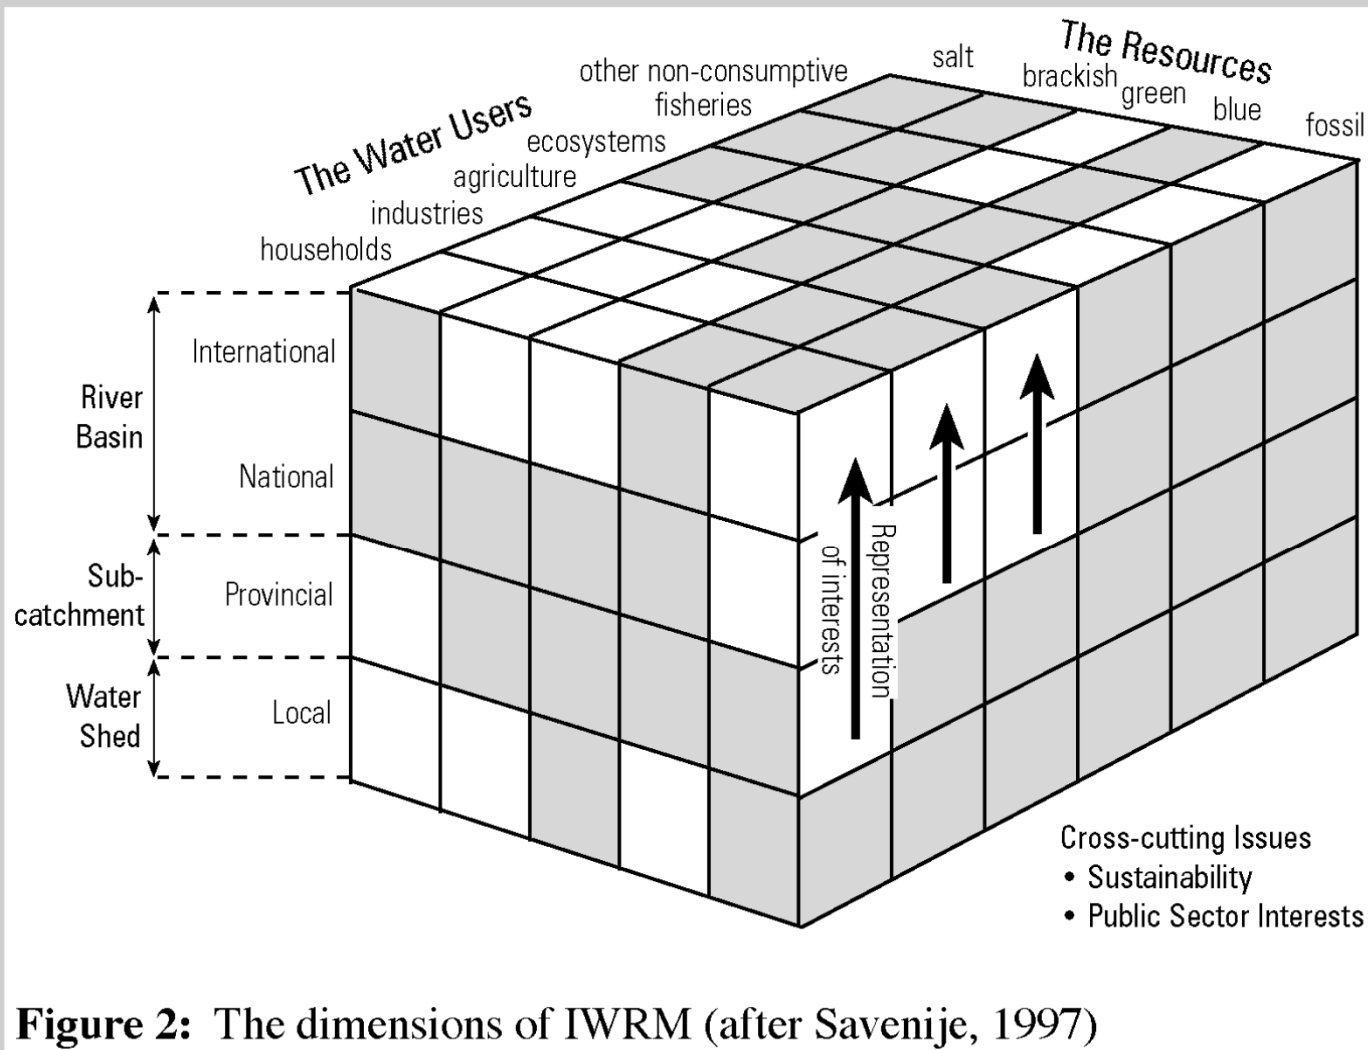 The Water Users
other non-consumptive
fisheries
ecosystems
agriculture
industries
households
The Resources
salt
brackish
green
blue
fossil
River
Basin
Sub-
catchment
Water
Shed
International
National
Provincial
Local
Representation
of interests
Cross-cutting Issues
• Sustainability
• Public Sector Interests
Figure 2: The dimensions of IWRM (after Savenije, 1997)